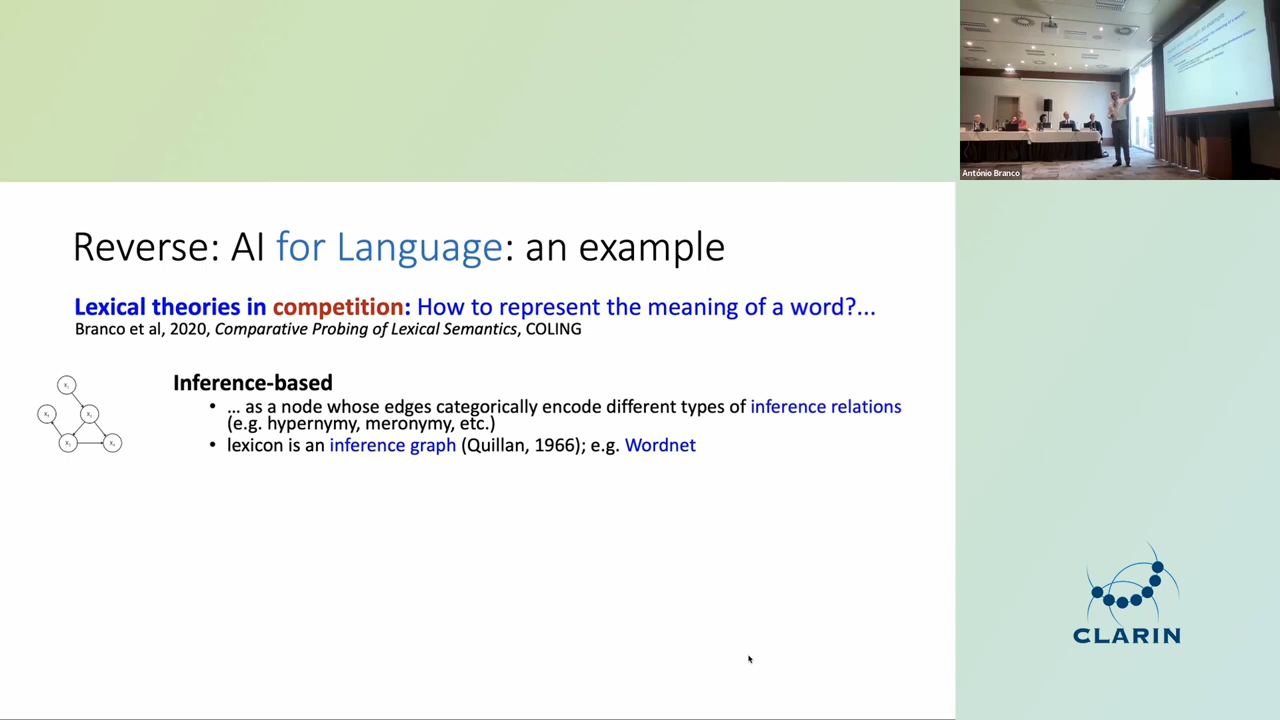 António Branco
Reverse: AI for Language: an example
Lexical theories in competition: How to represent the meaning of a word?...
Branco et al, 2020, Comparative Probing of Lexical Semantics, COLING
Inference-based
• ... as a node whose edges categorically encode different types of inference relations
(e.g. hypernymy, meronymy, etc.)
• lexicon is an inference graph (Quillan, 1966); e.g. Wordnet
CLARIN